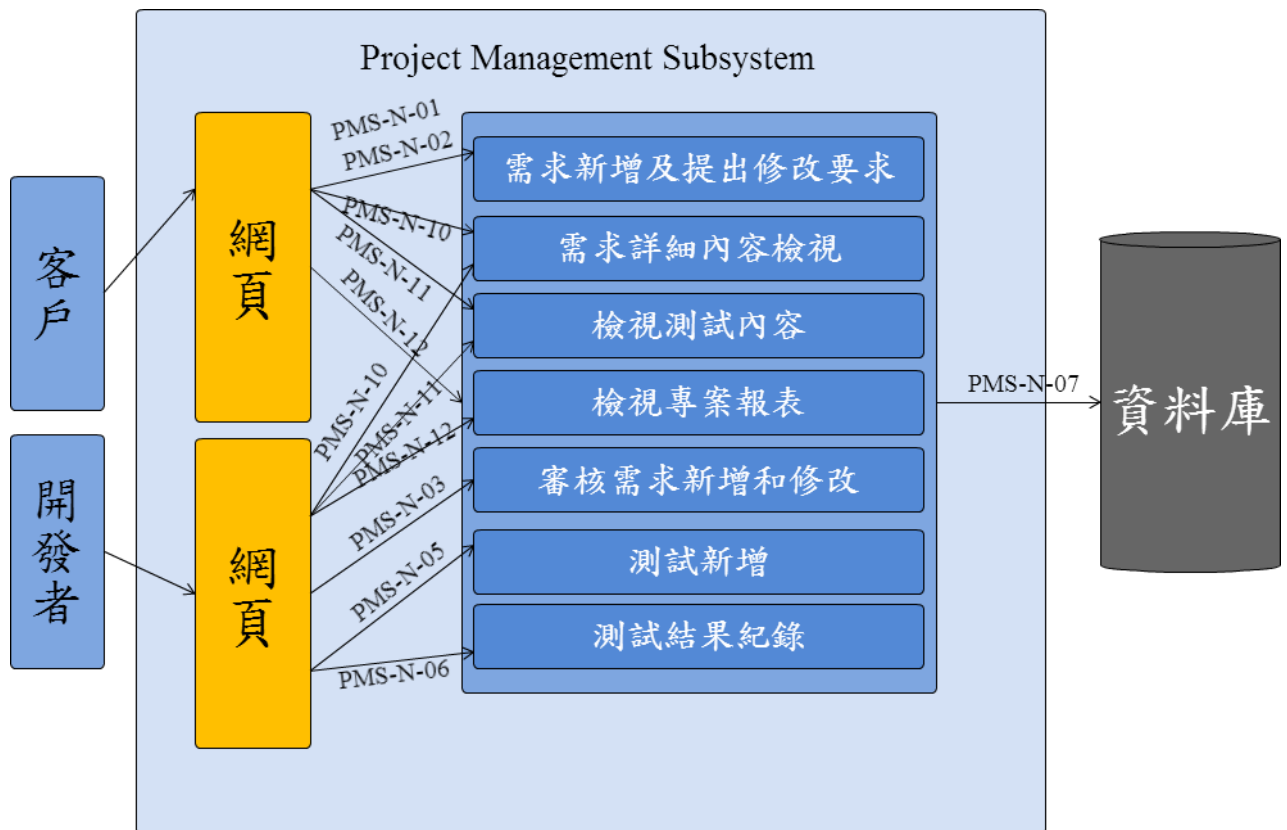 Project Management Subsystem
客戶
開發者
網頁
網頁
PMS-N-01
PMS-N-02
PMS-N-10
PMS-N-11
PMS-N-12
PMS-N-10
PMS-N-11
PMS-N-12
PMS-N-03
PMS-N-05
PMS-N-06
需求新增及提出修改要求
需求詳細內容檢視
檢視測試內容
檢視專案報表
審核需求新增和修改
測試新增
測試結果紀錄
PMS-N-07
資料庫